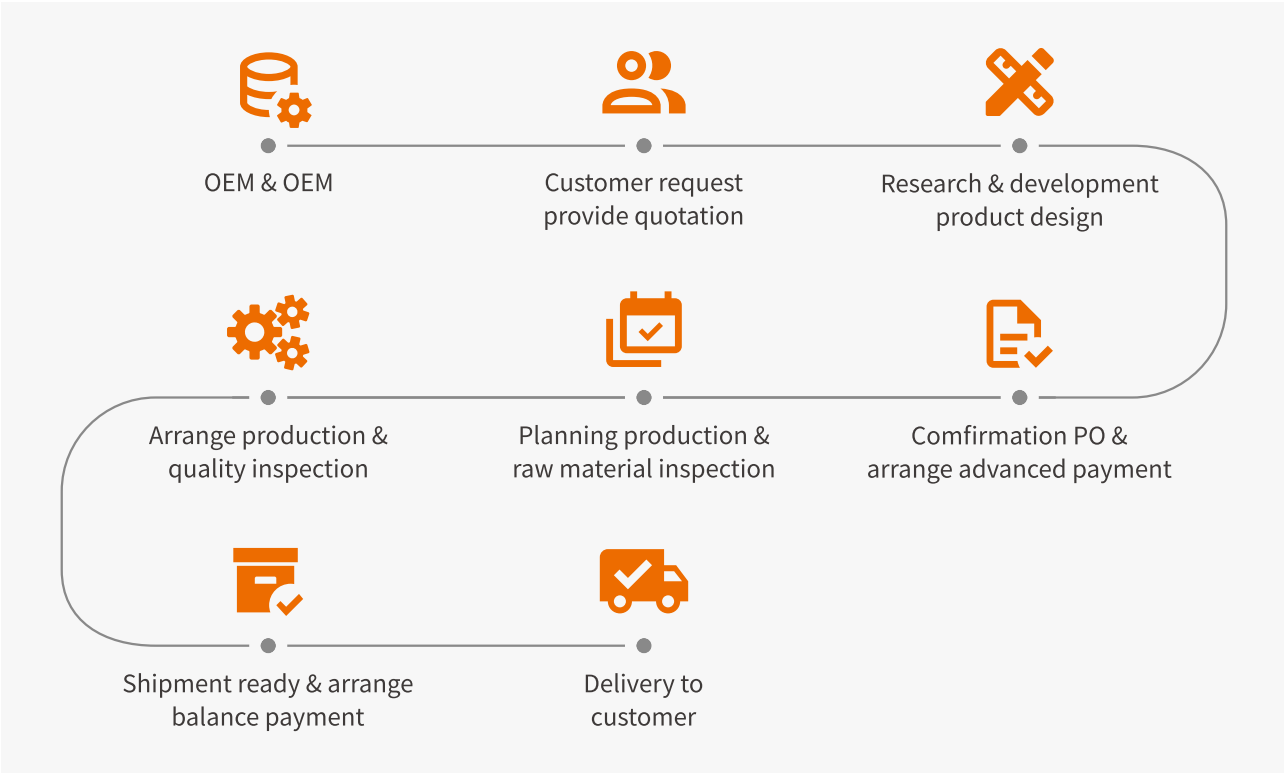 OEM & OEM
Customer request
provide quotation
Research & development
product design
Arrange production &
quality inspection
Planning production &
raw material inspection
Comfirmation PO &
arrange advanced payment
Shipment ready & arrange
balance payment
Delivery to
customer